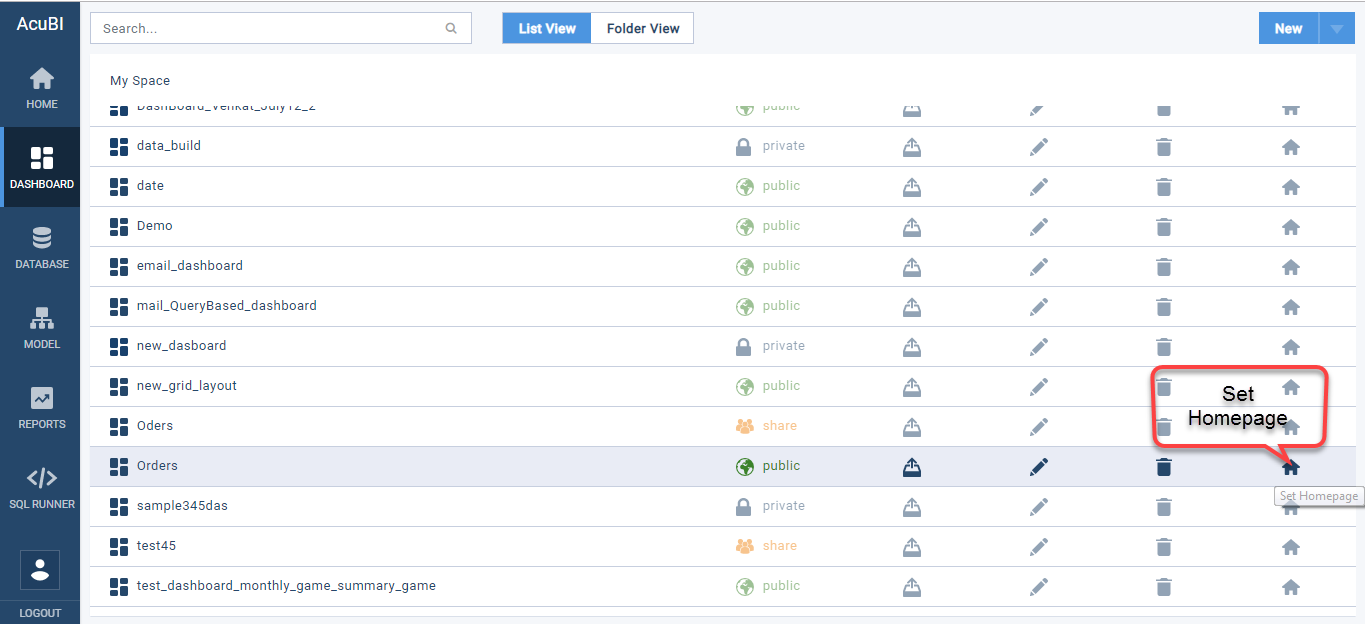 AcuBI
Search...
List View
Folder View
New
HOME
DASHBOARD
DATABASE
MODEL
REPORTS
SQL RUNNER
LOGOUT
My Space
DashBoard_Venkat_July12_2 public
data_build private
date public
Demo public
email_dashboard public
mail_QueryBased_dashboard public
new_dasboard private
new_grid_layout public
Set
Homepage
Oders share
Orders public
Set Homepage
sample345das private
test45 share
test_dashboard_monthly_game_summary_game public